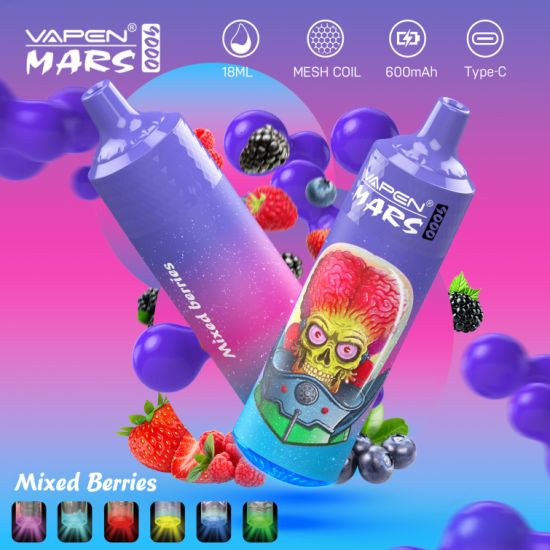 VAPEN®
MARS 9000
18ML
MESH COIL
600mAh
Type-C
VAPEN®
MARS 9000
Mixed berries
Mixed Berries